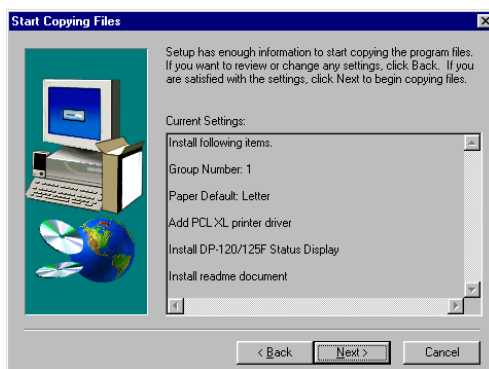 Start Copying Files
Setup has enough information to start copying the program files.
If you want to review or change any settings, click Back. If you
are satisfied with the settings, click Next to begin copying files.
Current Settings:
Install following items.
Group Number: 1
Paper Default: Letter
Add PCL XL printer driver
Install DP-120/125F Status Display
Install readme document
< Back
Next >
Cancel